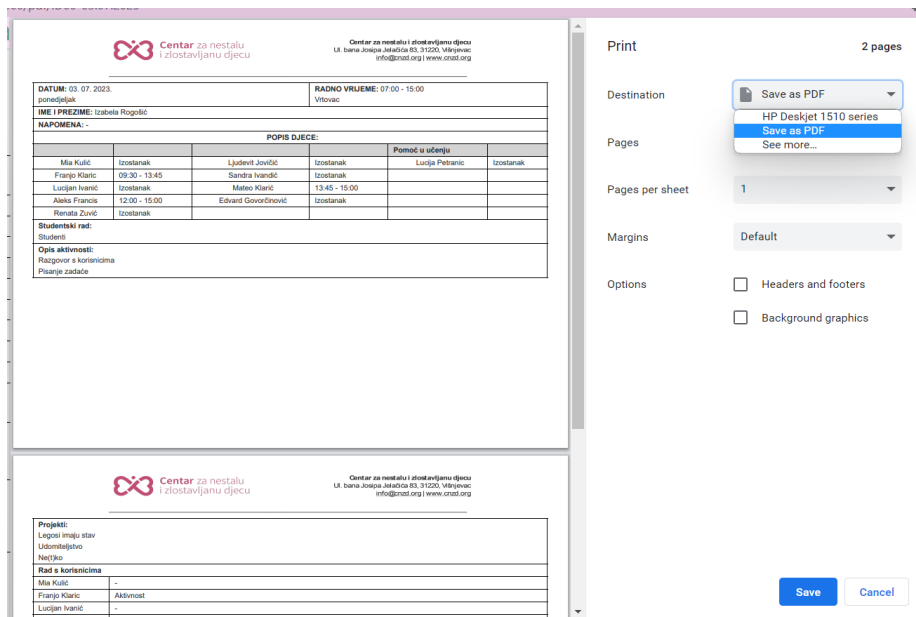 Centar za nestalu
i zlostavljanu djecu
Centar za nestalu i zlostavljanu djecu
Ul. bana Josipa Jelačića 83, 31220, Višnjevac
info@cnzd.org | www.cnzd.org
DATUM: 03. 07. 2023.
ponedjeljak
RADNO VRIJEME: 07:00 - 15:00
Vrtovac
IME I PREZIME: Izabela Rogošić
NAPOMENA: -
POPIS DJECE:
Pomoć u učenju
Mia Kulić Izostanak Ljudevit Jovičić Izostanak Lucija Petranic Izostanak
Franjo Klaric 09:30 - 13:45 Sandra Ivandić Izostanak
Lucijan Ivanić Izostanak Mateo Klarić 13:45 - 15:00
Aleks Francis 12:00 - 15:00 Edvard Govorčinović Izostanak
Renata Zuvić Izostanak
Studentski rad:
Studenti
Opis aktivnosti:
Razgovor s korisnicima
Pisanje zadaće
Centar za nestalu
i zlostavljanu djecu
Centar za nestalu i zlostavljanu djecu
Ul. bana Josipa Jelačića 83, 31220, Višnjevac
info@cnzd.org | www.cnzd.org
Projekti:
Legosi imaju stav
Udomiteljstvo
Ne(t)ko
Rad s korisnicima
Mia Kulić -
Franjo Klaric Aktivnost
Lucijan Ivanić -
Print 2 pages
Destination Save as PDF
HP Deskjet 1510 series
Save as PDF
See more...
Pages
Pages per sheet 1
Margins Default
Options Headers and footers
Background graphics
Save Cancel